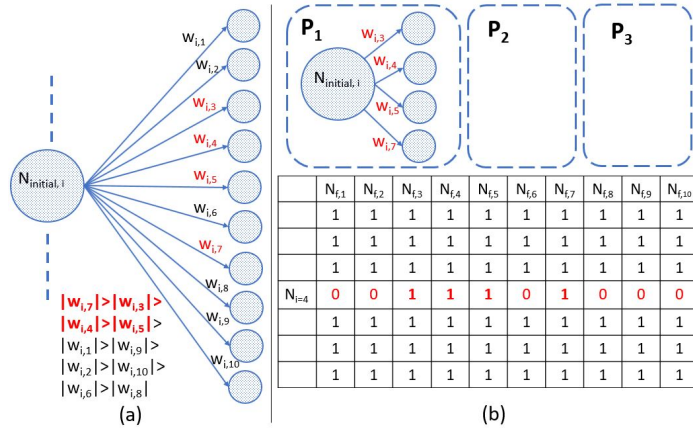 w_i,1
w_i,2
w_i,3
w_i,4
N_initial, i
w_i,5
w_i,6
w_i,7
w_i,8
w_i,9
w_i,10
|w_i,7|>|w_i,3|>
|w_i,4|>|w_i,5|>
|w_i,1|>|w_i,9|>
|w_i,2|>|w_i,10|>
|w_i,6|>|w_i,8|
(a)
P_1
w_i,3
w_i,4
N_initial, i
w_i,5
w_i,7
P_2
P_3
N_f,1 N_f,2 N_f,3 N_f,4 N_f,5 N_f,6 N_f,7 N_f,8 N_f,9 N_f,10
1 1 1 1 1 1 1 1 1 1
1 1 1 1 1 1 1 1 1 1
1 1 1 1 1 1 1 1 1 1
N_i=4 0 0 1 1 1 0 1 0 0 0
1 1 1 1 1 1 1 1 1 1
1 1 1 1 1 1 1 1 1 1
1 1 1 1 1 1 1 1 1 1
(b)